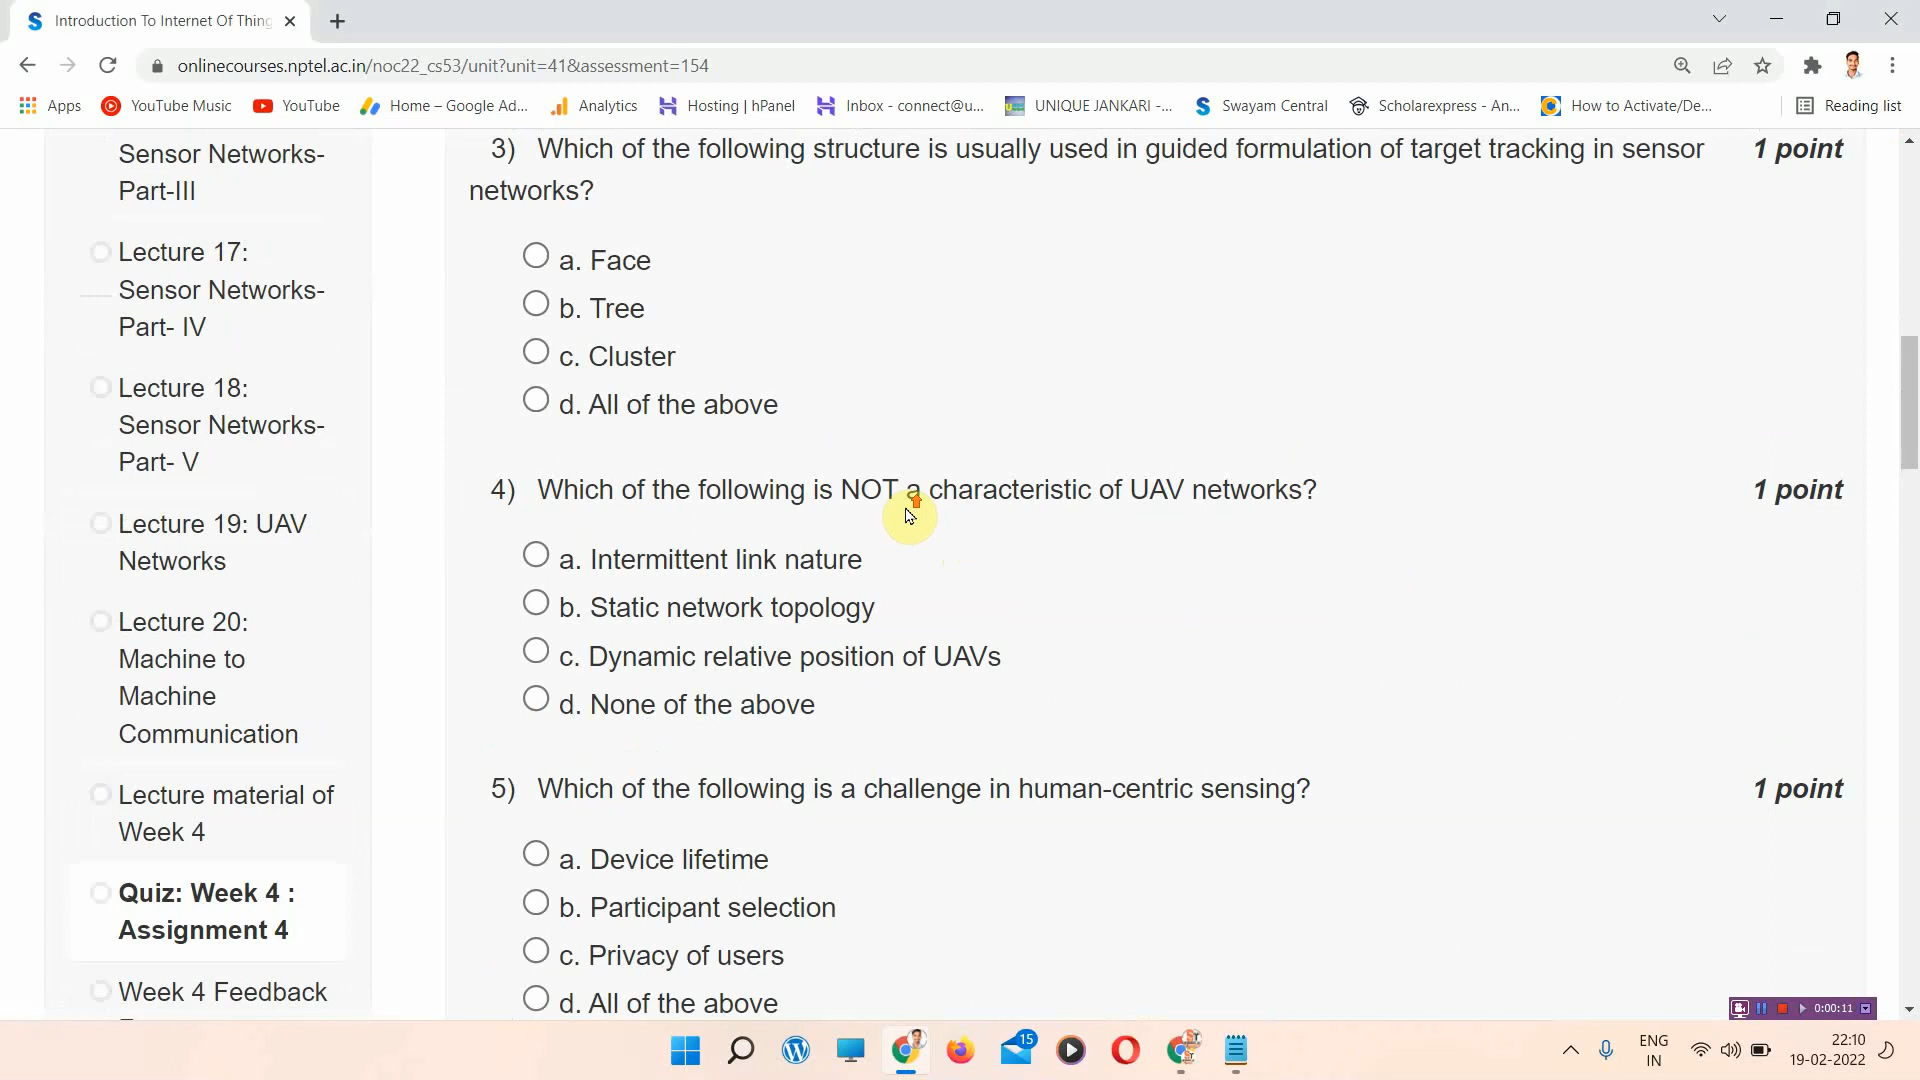 Introduction To Internet Of Thing
onlinecourses.nptel.ac.in/noc22_cs53/unit?unit=41&assessment=154
Apps YouTube Music YouTube Home – Google Ad... Analytics Hosting | hPanel Inbox - connect@u... UNIQUE JANKARI -... Swayam Central Scholarexpress - An... How to Activate/De... Reading list
Sensor Networks-
Part-III
Lecture 17:
Sensor Networks-
Part- IV
Lecture 18:
Sensor Networks-
Part- V
Lecture 19: UAV
Networks
Lecture 20:
Machine to
Machine
Communication
Lecture material of
Week 4
Quiz: Week 4 :
Assignment 4
Week 4 Feedback
3) Which of the following structure is usually used in guided formulation of target tracking in sensor 1 point
networks?
a. Face
b. Tree
c. Cluster
d. All of the above
4) Which of the following is NOT a characteristic of UAV networks? 1 point
a. Intermittent link nature
b. Static network topology
c. Dynamic relative position of UAVs
d. None of the above
5) Which of the following is a challenge in human-centric sensing? 1 point
a. Device lifetime
b. Participant selection
c. Privacy of users
d. All of the above
0:00:11
15
ENG
IN
22:10
19-02-2022